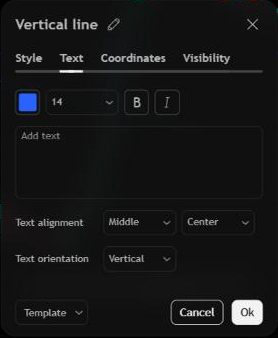 Vertical line
Style Text Coordinates Visibility
14 B I
Add text
Text alignment Middle Center
Text orientation Vertical
Template Cancel Ok